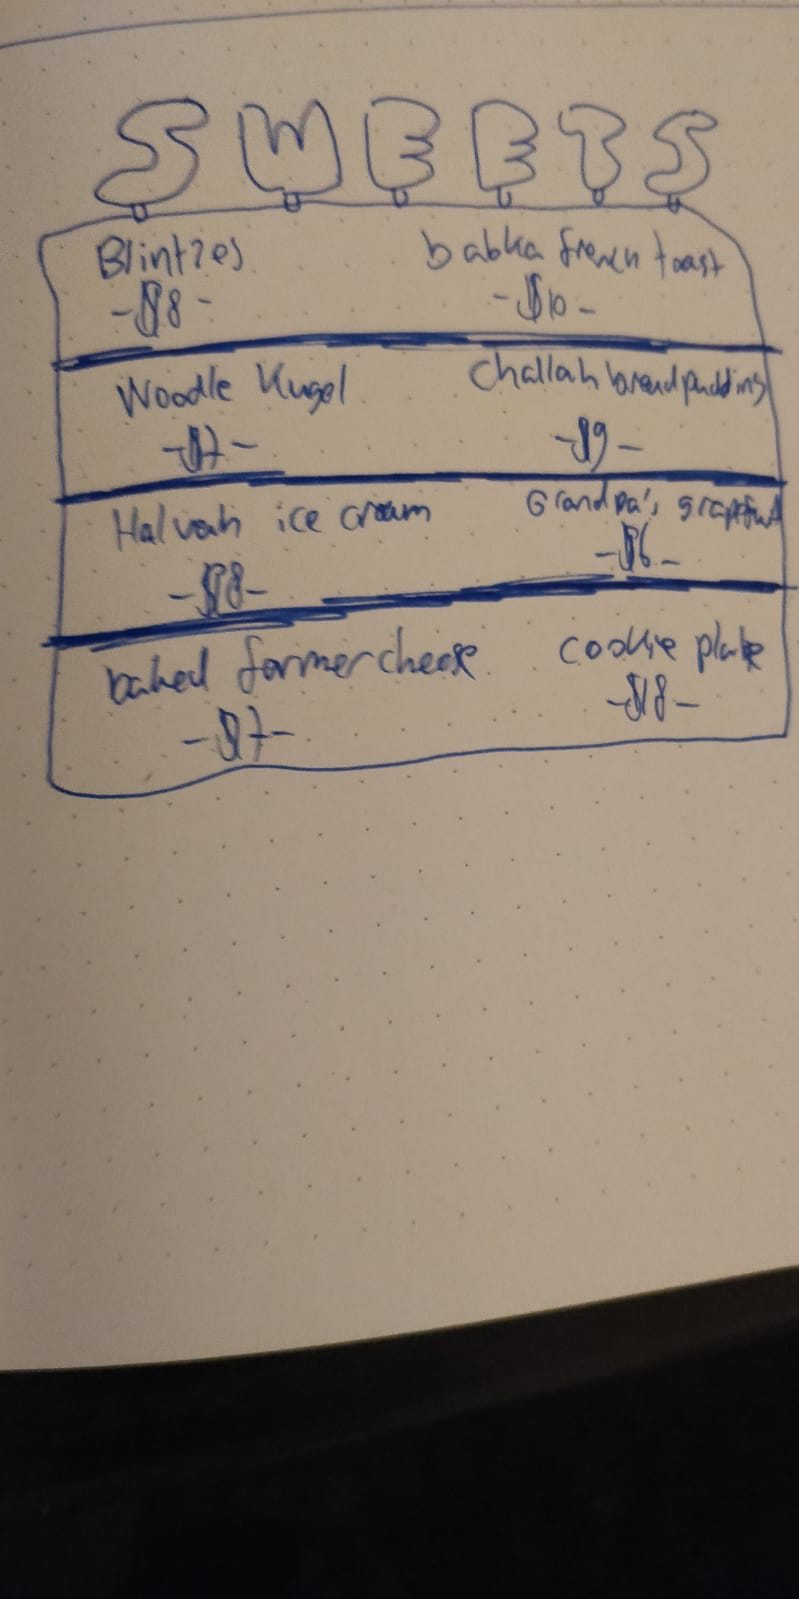 SWEETS
Blintzes babka french toast
-$8- -$10-
Noodle Kugel Challah bread pudding
-$7- -$9-
Halvah ice cream Grandpa's grapefruit
-$8- -$6-
baked farmer cheese cookie plate
-$7- -$18-